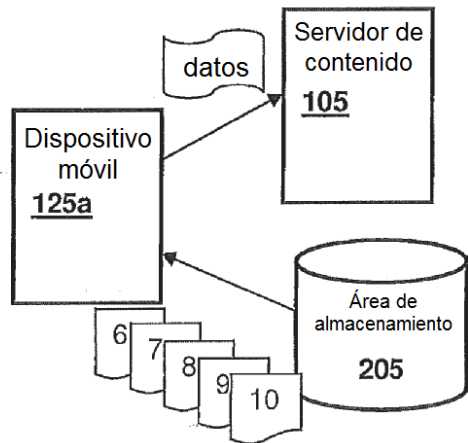 datos
Servidor de
contenido
105
Dispositivo
móvil
125a
Área de
almacenamiento
205
6
7
8
9
10